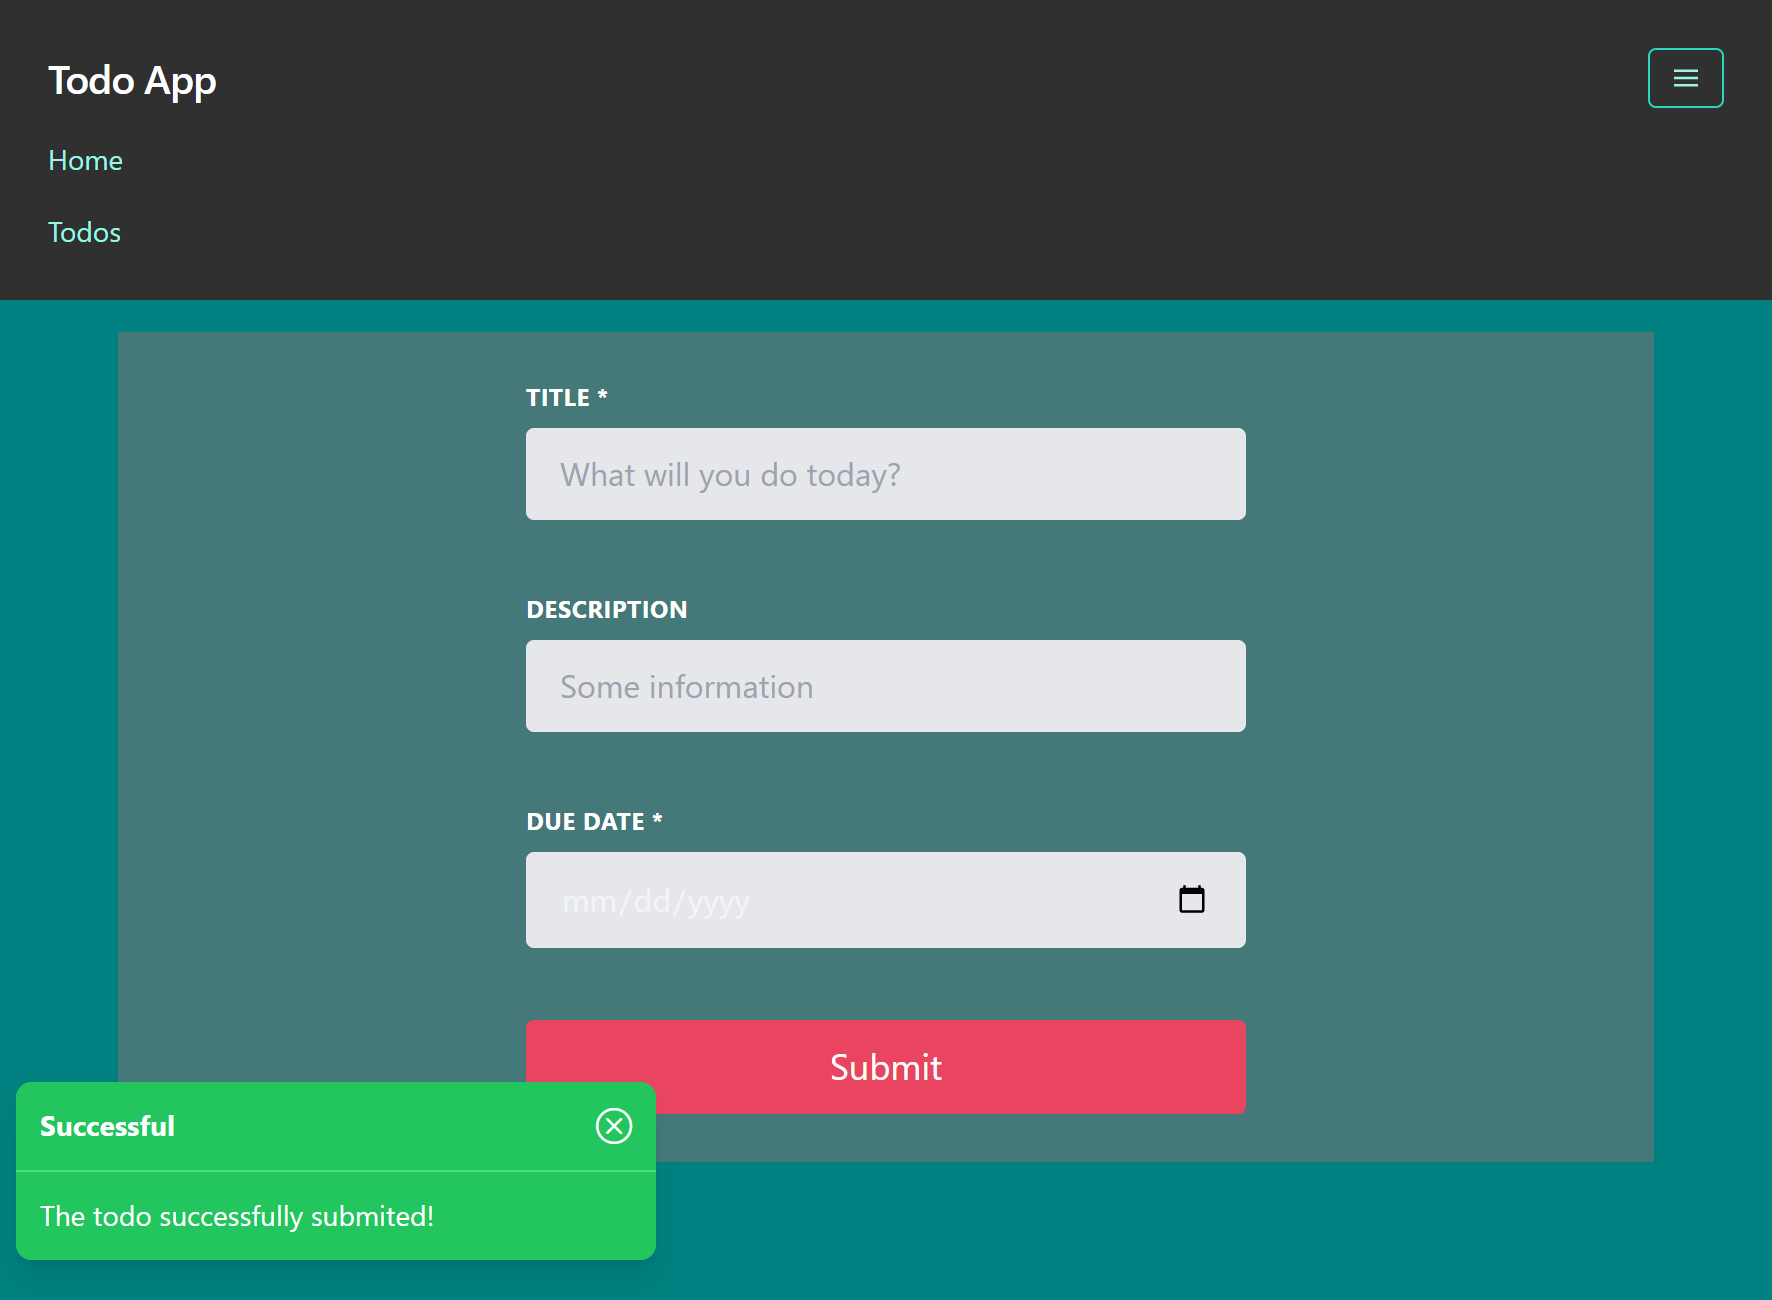 Todo App
Home
Todos
TITLE *
What will you do today?
DESCRIPTION
Some information
DUE DATE *
mm/dd/yyyy
Submit
Successful
The todo successfully submited!